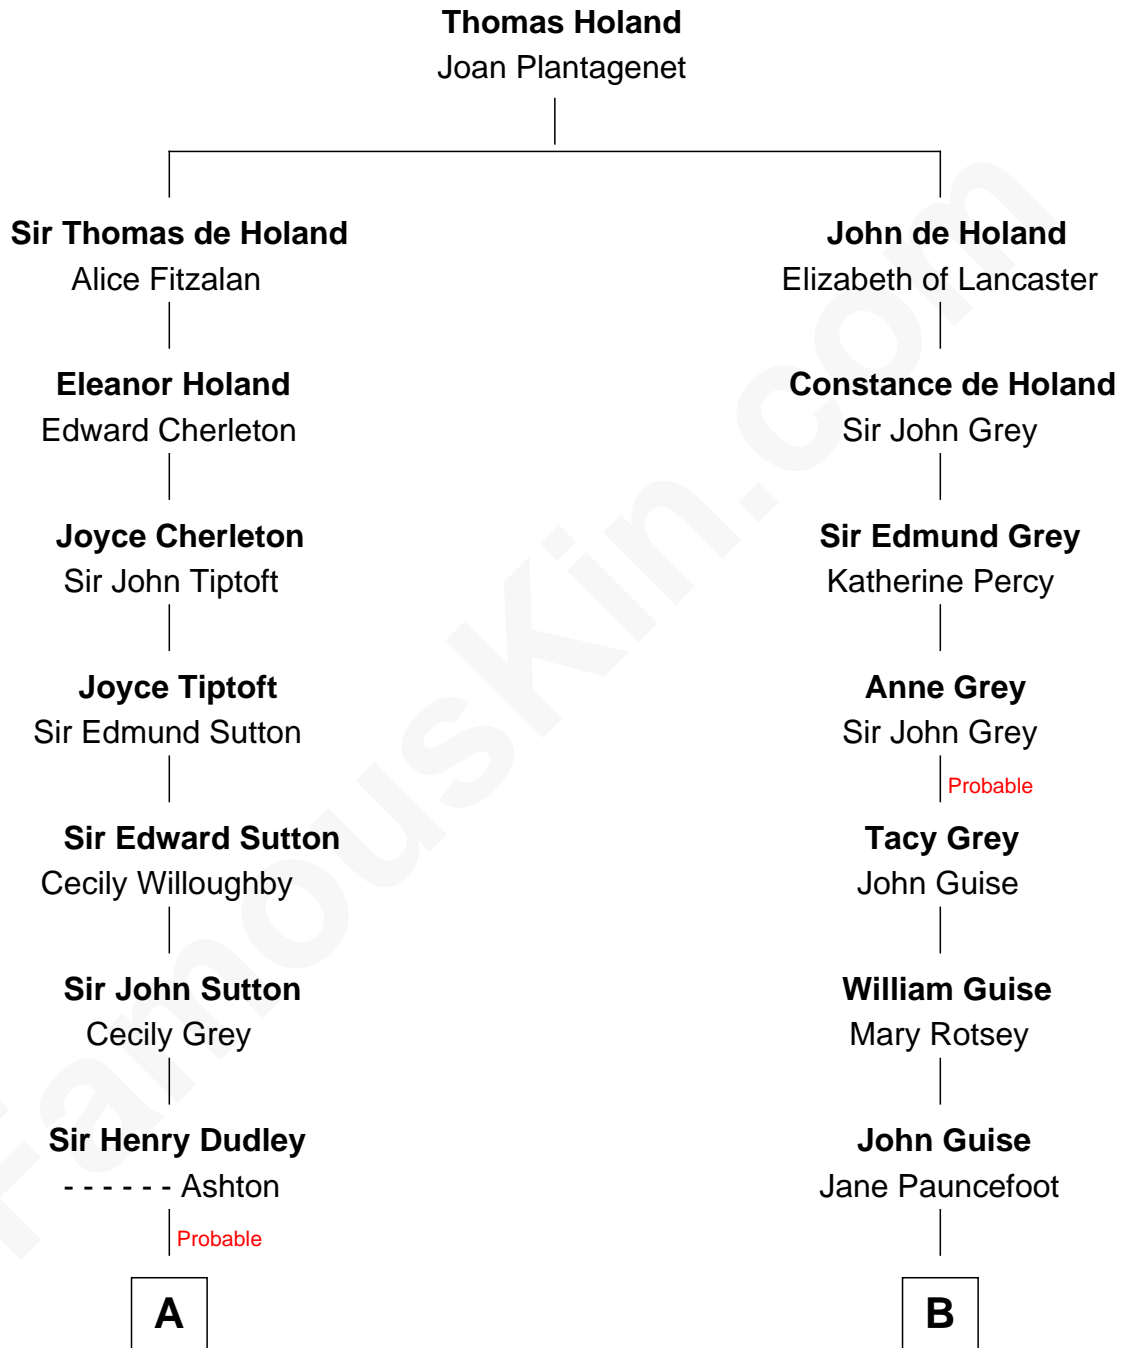 Thomas Holand
Joan Plantagenet
Sir Thomas de Holand
Alice Fitzalan
John de Holand
Elizabeth of Lancaster
Eleanor Holand
Edward Cherleton
Constance de Holand
Sir John Grey
Joyce Cherleton
Sir John Tiptoft
Sir Edmund Grey
Katherine Percy
Joyce Tiptoft
Sir Edmund Sutton
Anne Grey
Sir John Grey
Probable
Sir Edward Sutton
Cecily Willoughby
Tacy Grey
John Guise
Sir John Sutton
Cecily Grey
William Guise
Mary Rotsey
Sir Henry Dudley
- - - - - - Ashton
Probable
John Guise
Jane Pauncefoot
A
B
FamousKin.com